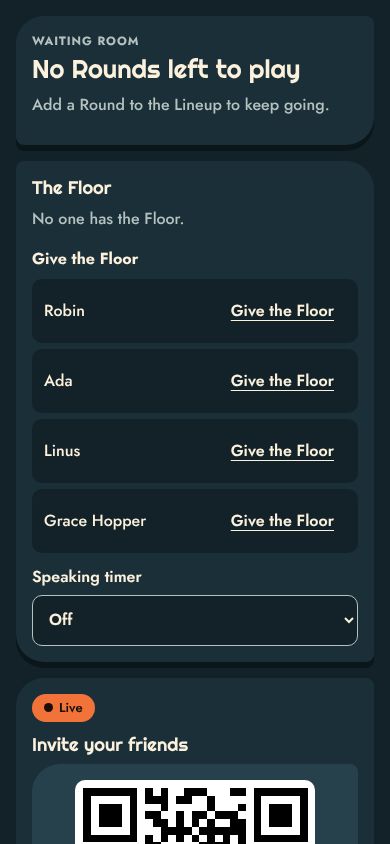 WAITING ROOM
No Rounds left to play
Add a Round to the Lineup to keep going.
The Floor
No one has the Floor.
Give the Floor
Robin Give the Floor
Ada Give the Floor
Linus Give the Floor
Grace Hopper Give the Floor
Speaking timer
Off
Live
Invite your friends